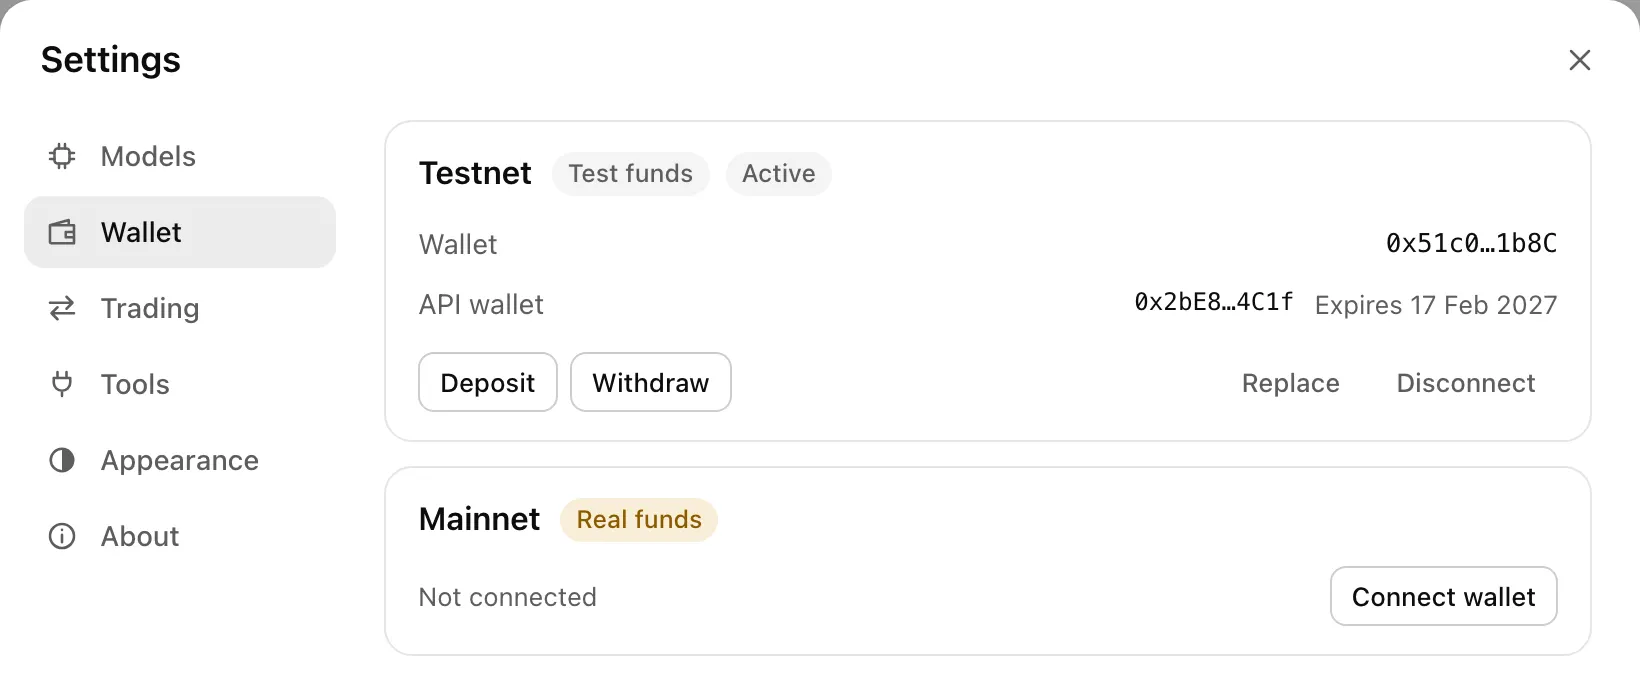 Settings
Models
Wallet
Trading
Tools
Appearance
About
Testnet Test funds Active
Wallet 0x51c0…1b8C
API wallet 0x2bE8…4C1f Expires 17 Feb 2027
Deposit Withdraw Replace Disconnect
Mainnet Real funds
Not connected Connect wallet